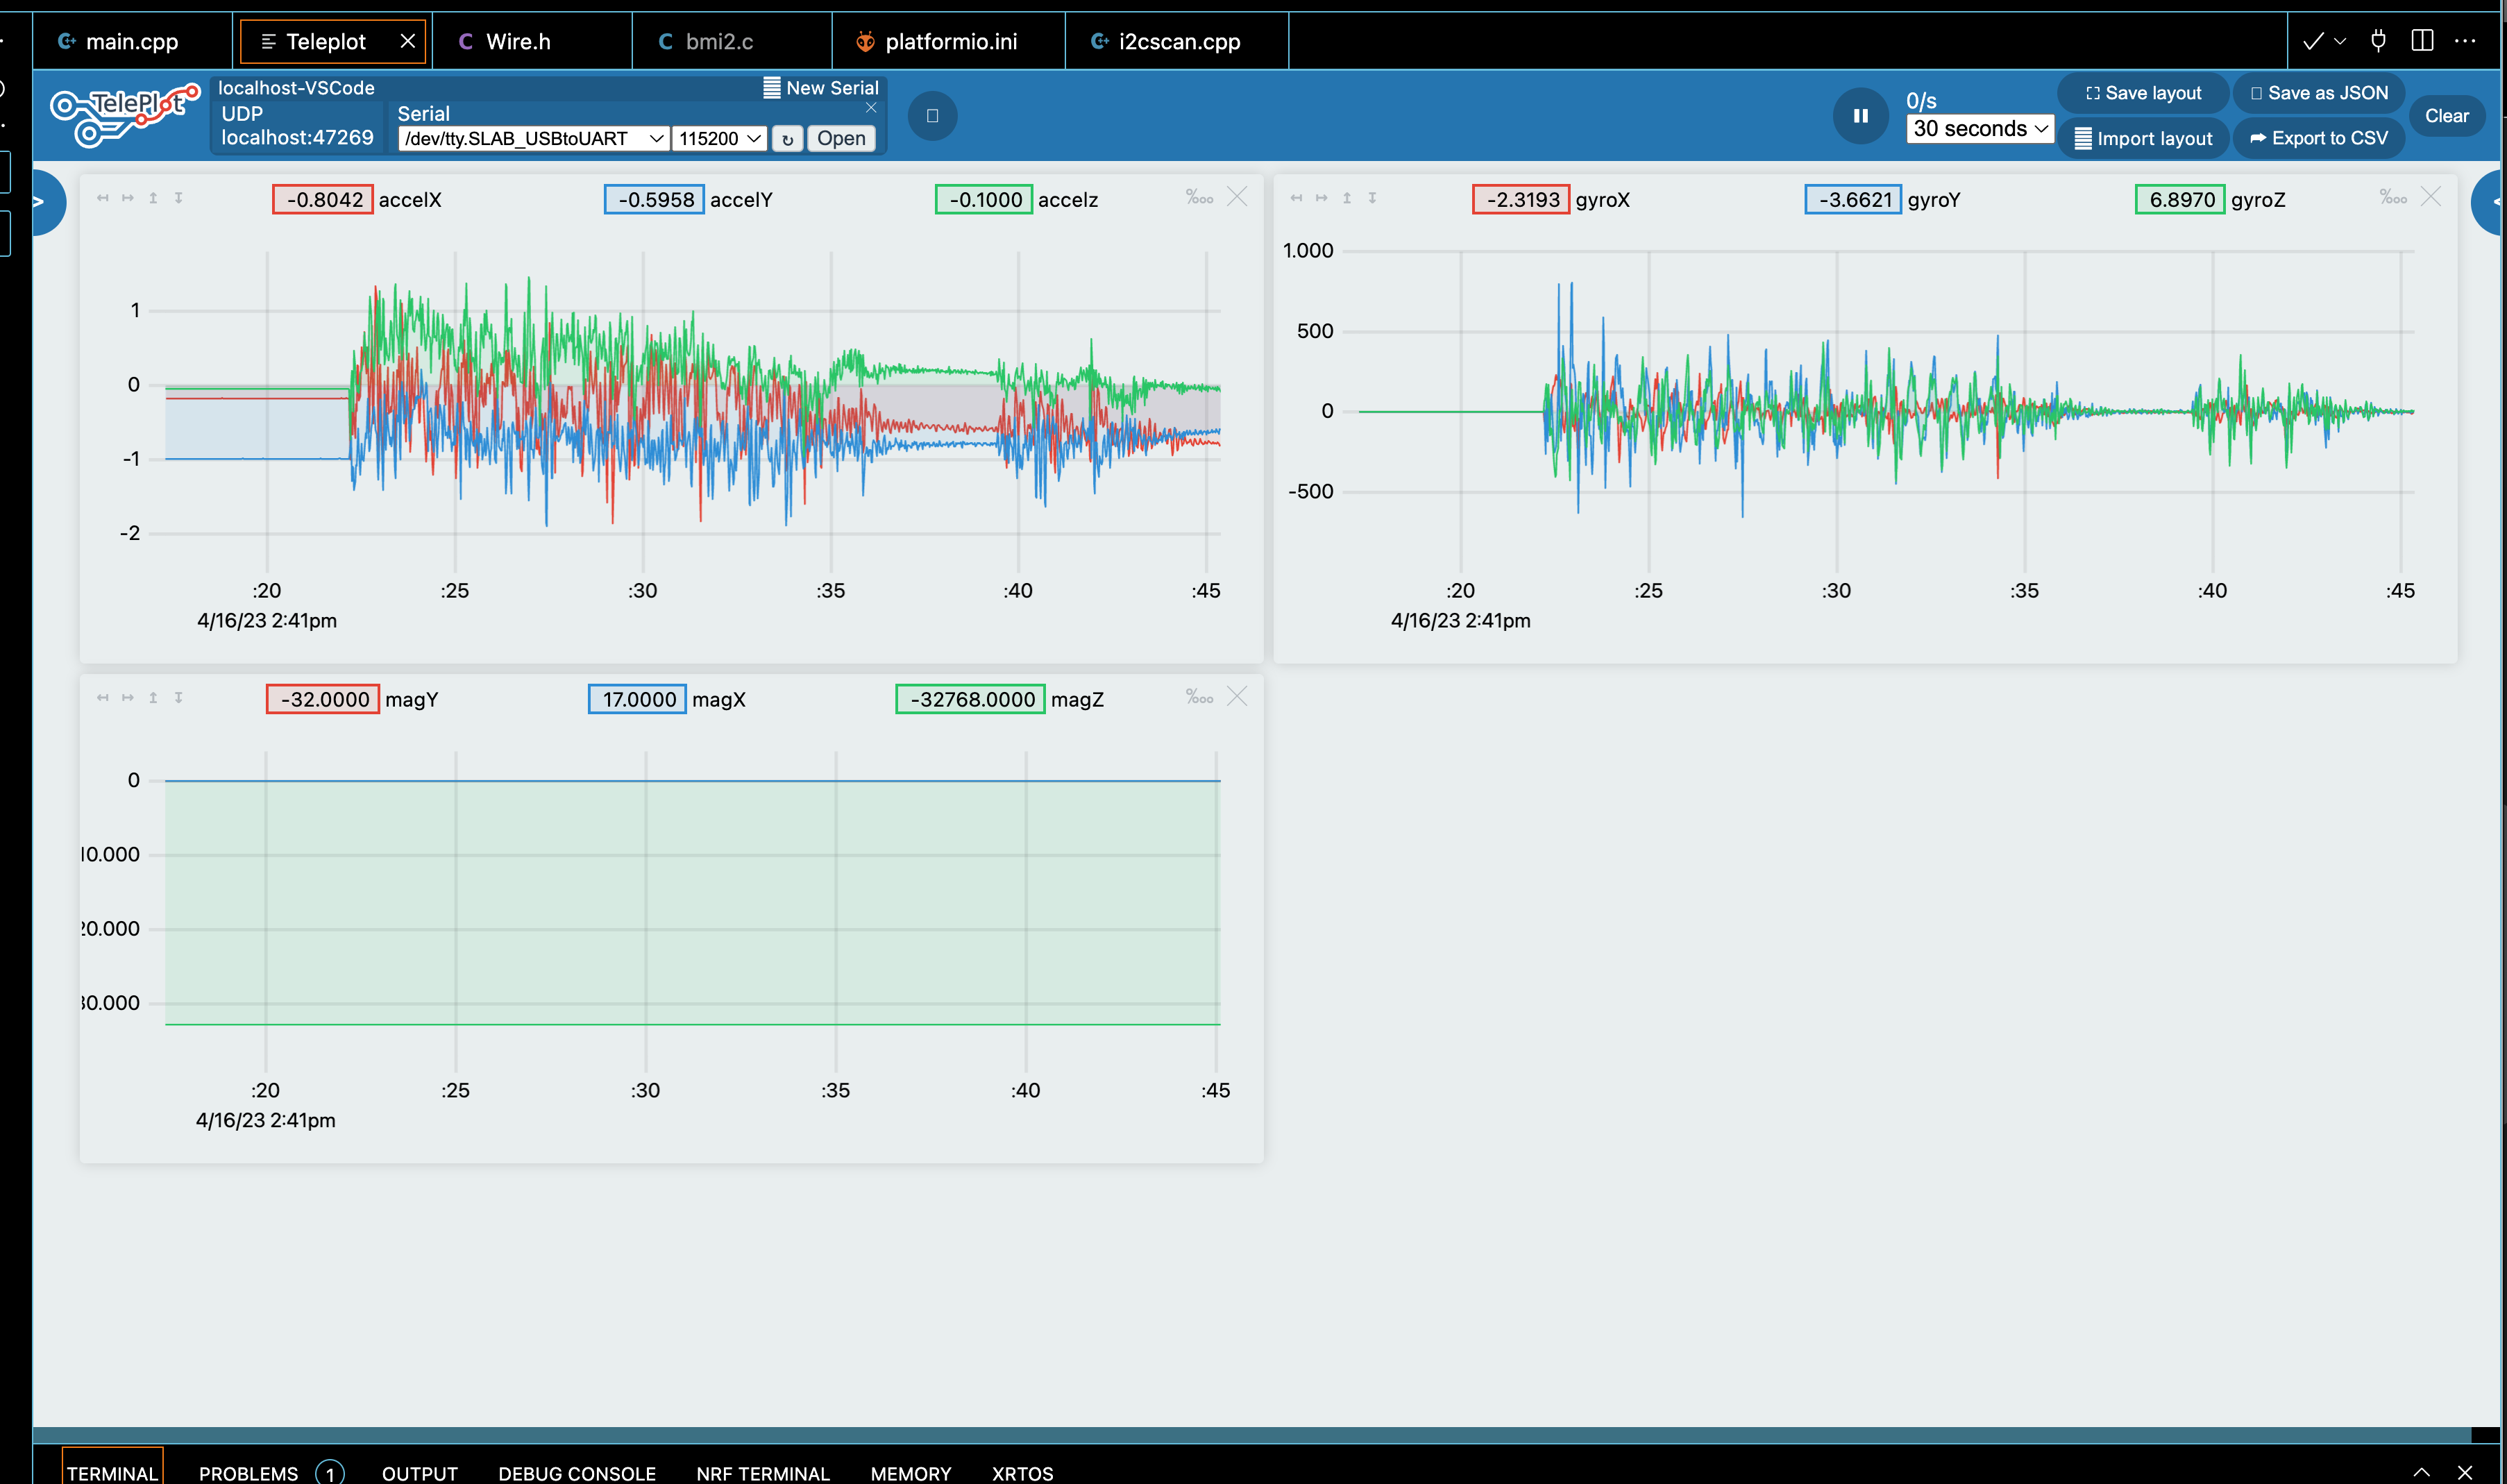 main.cpp Teleplot Wire.h bmi2.c platformio.ini i2cscan.cpp
TelePlot
localhost-VSCode New Serial
UDP Serial
localhost:47269 /dev/tty.SLAB_USBtoUART 115200 Open
0/s
30 seconds
Save layout Save as JSON
Import layout Export to CSV
Clear
-0.8042 accelX -0.5958 accelY -0.1000 accelz
1
0
-1
-2
:20 :25 :30 :35 :40 :45
4/16/23 2:41pm
-2.3193 gyroX -3.6621 gyroY 6.8970 gyroZ
1.000
500
0
-500
:20 :25 :30 :35 :40 :45
4/16/23 2:41pm
-32.0000 magY 17.0000 magX -32768.0000 magZ
0
:20 :25 :30 :35 :40 :45
4/16/23 2:41pm
TERMINAL PROBLEMS 1 OUTPUT DEBUG CONSOLE NRF TERMINAL MEMORY XRTOS